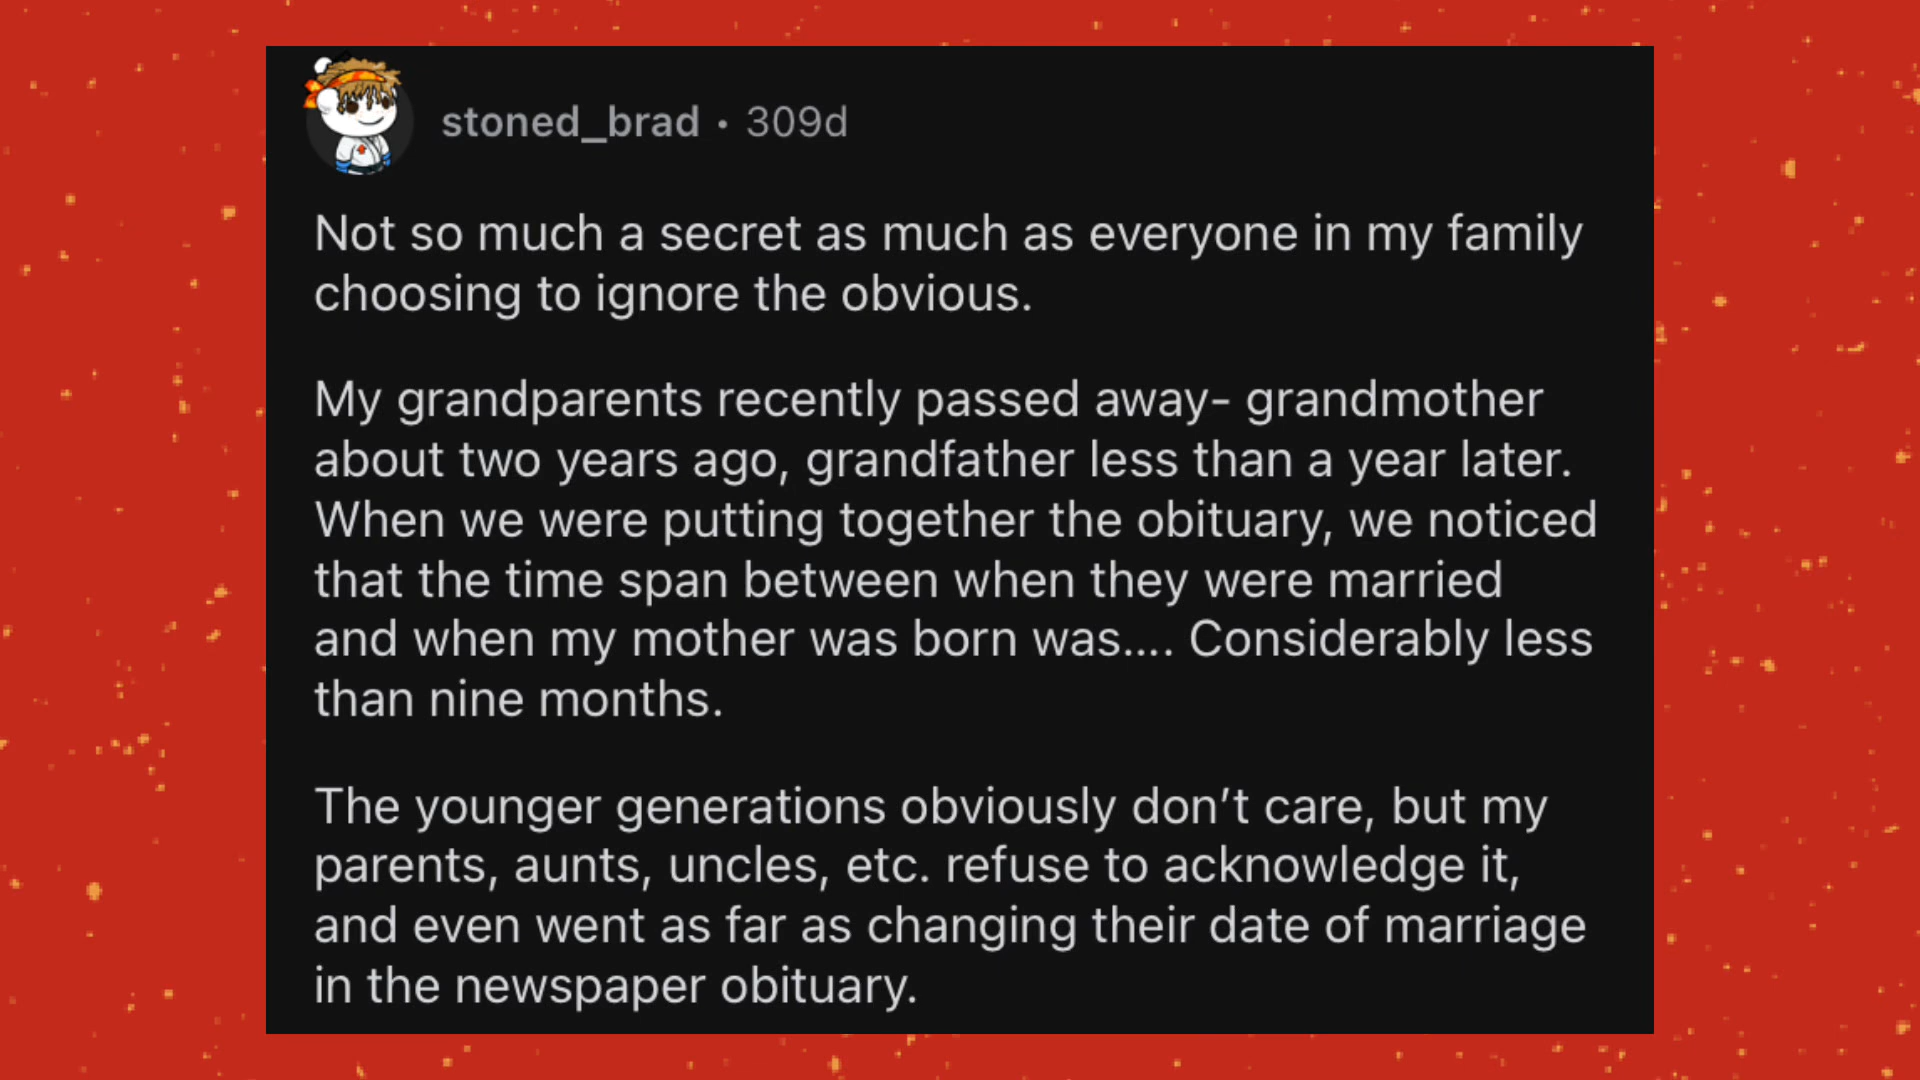 stoned_brad · 309d
Not so much a secret as much as everyone in my family
choosing to ignore the obvious.
My grandparents recently passed away- grandmother
about two years ago, grandfather less than a year later.
When we were putting together the obituary, we noticed
that the time span between when they were married
and when my mother was born was.... Considerably less
than nine months.
The younger generations obviously don’t care, but my
parents, aunts, uncles, etc. refuse to acknowledge it,
and even went as far as changing their date of marriage
in the newspaper obituary.